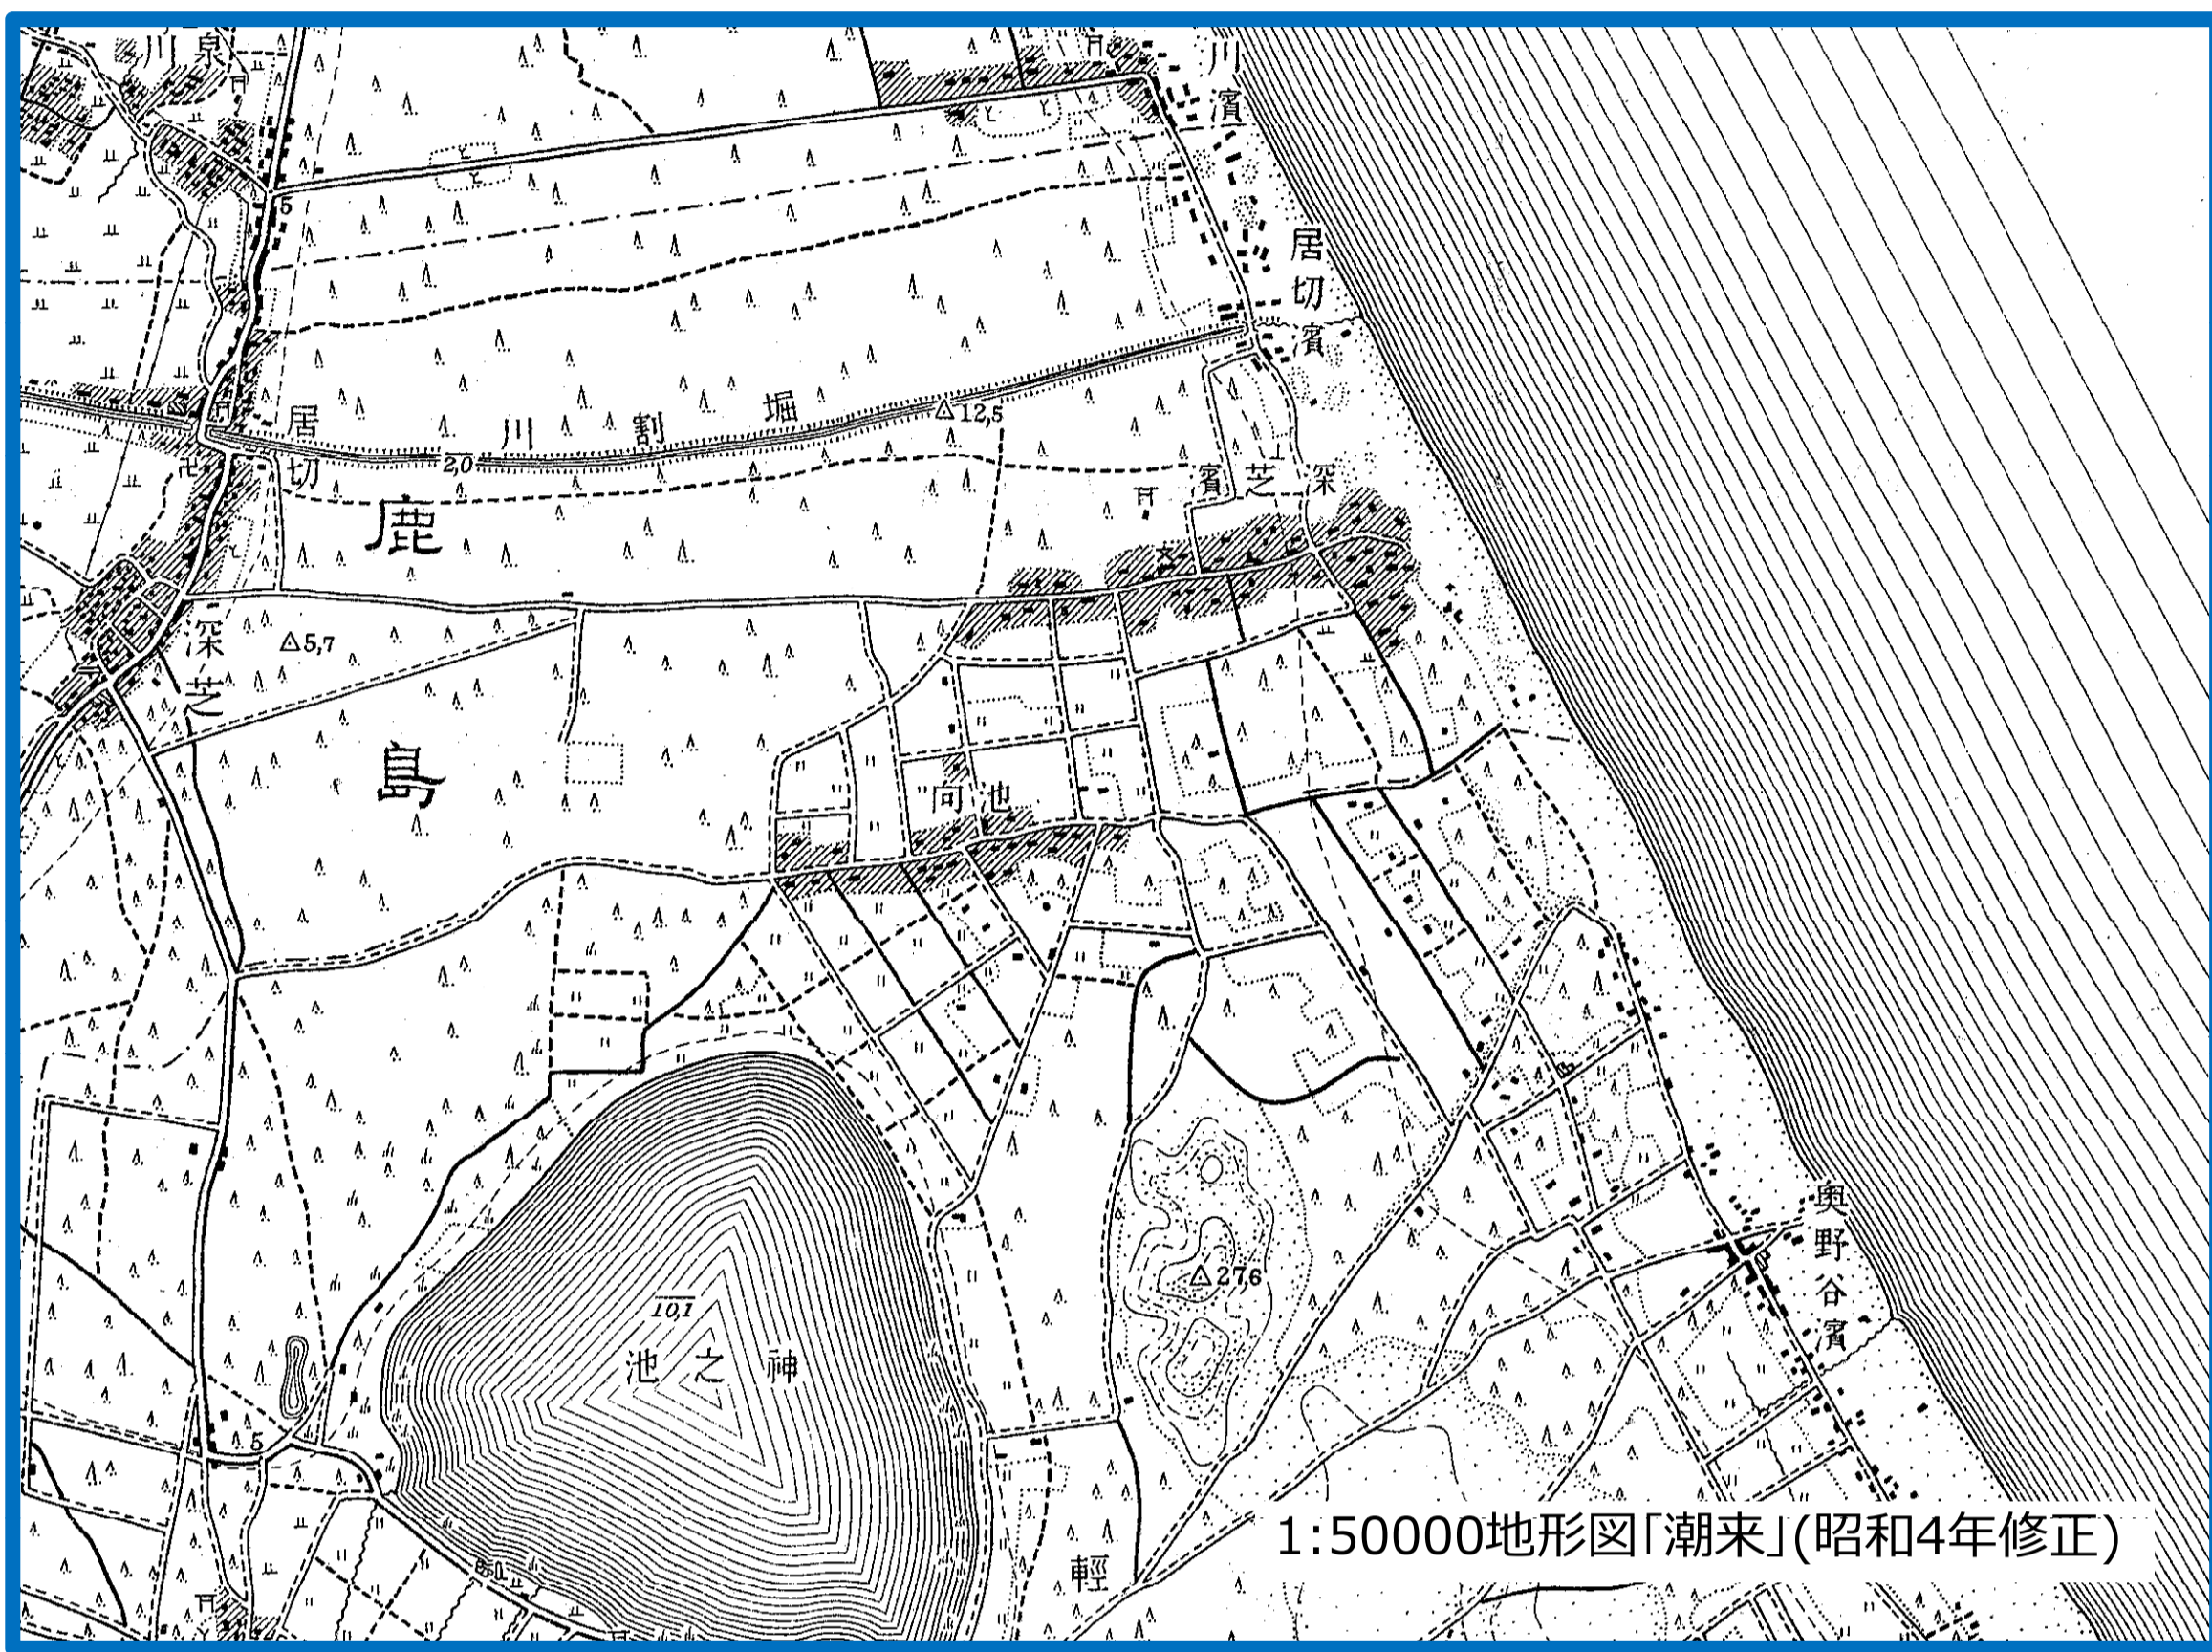 泉川
川濱
5
居切濱
堀割川
12,5
居切
2,0
深芝濱
鹿島
深芝
5,7
池向
奥野谷濱
27,6
10,1
神之池
5
輕
1:50000地形図「潮来」(昭和4年修正)